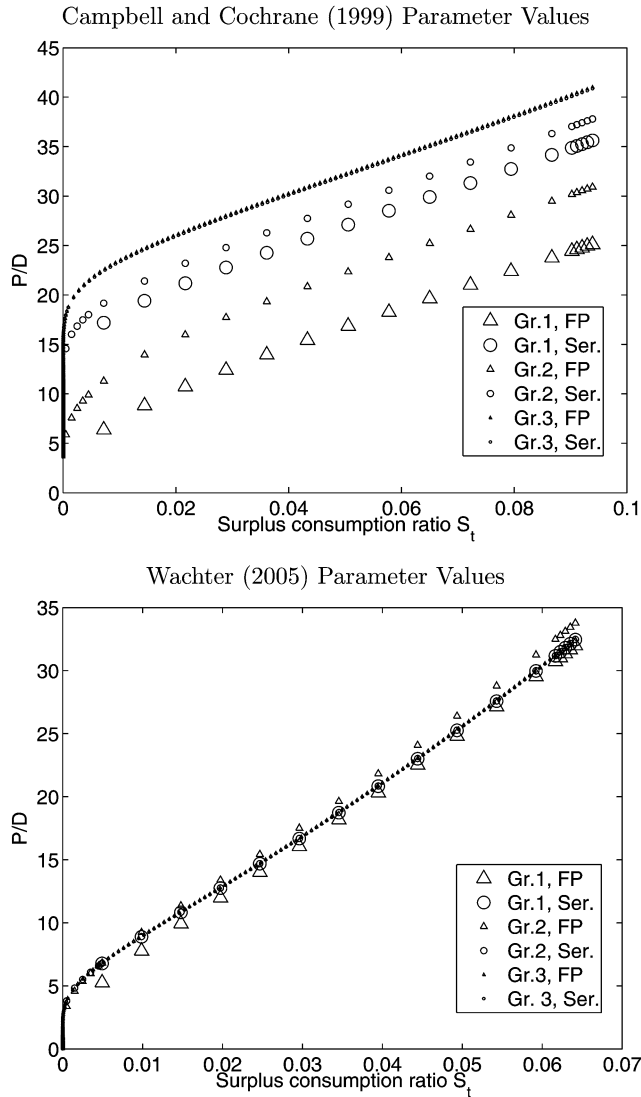 Campbell and Cochrane (1999) Parameter Values
45
40
35
30
25
20
15
10
5
0
P/D
Gr.1, FP
Gr.1, Ser.
Gr.2, FP
Gr.2, Ser.
Gr.3, FP
Gr.3, Ser.
0 0.02 0.04 0.06 0.08 0.1
Surplus consumption ratio S_t
Wachter (2005) Parameter Values
35
30
25
20
15
10
5
0
P/D
Gr.1, FP
Gr.1, Ser.
Gr.2, FP
Gr.2, Ser.
Gr.3, FP
Gr. 3, Ser.
0 0.01 0.02 0.03 0.04 0.05 0.06 0.07
Surplus consumption ratio S_t